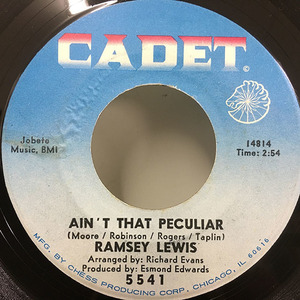 CADET
©
Jobete
Music, BMI
14814
Time: 2:54
AIN'T THAT PECULIAR
(Moore / Robinson / Rogers / Taplin)
RAMSEY LEWIS
Arranged by: Richard Evans
Produced by: Esmond Edwards
5541
MFG. BY CHESS PRODUCING CORP., CHICAGO, IL 60616